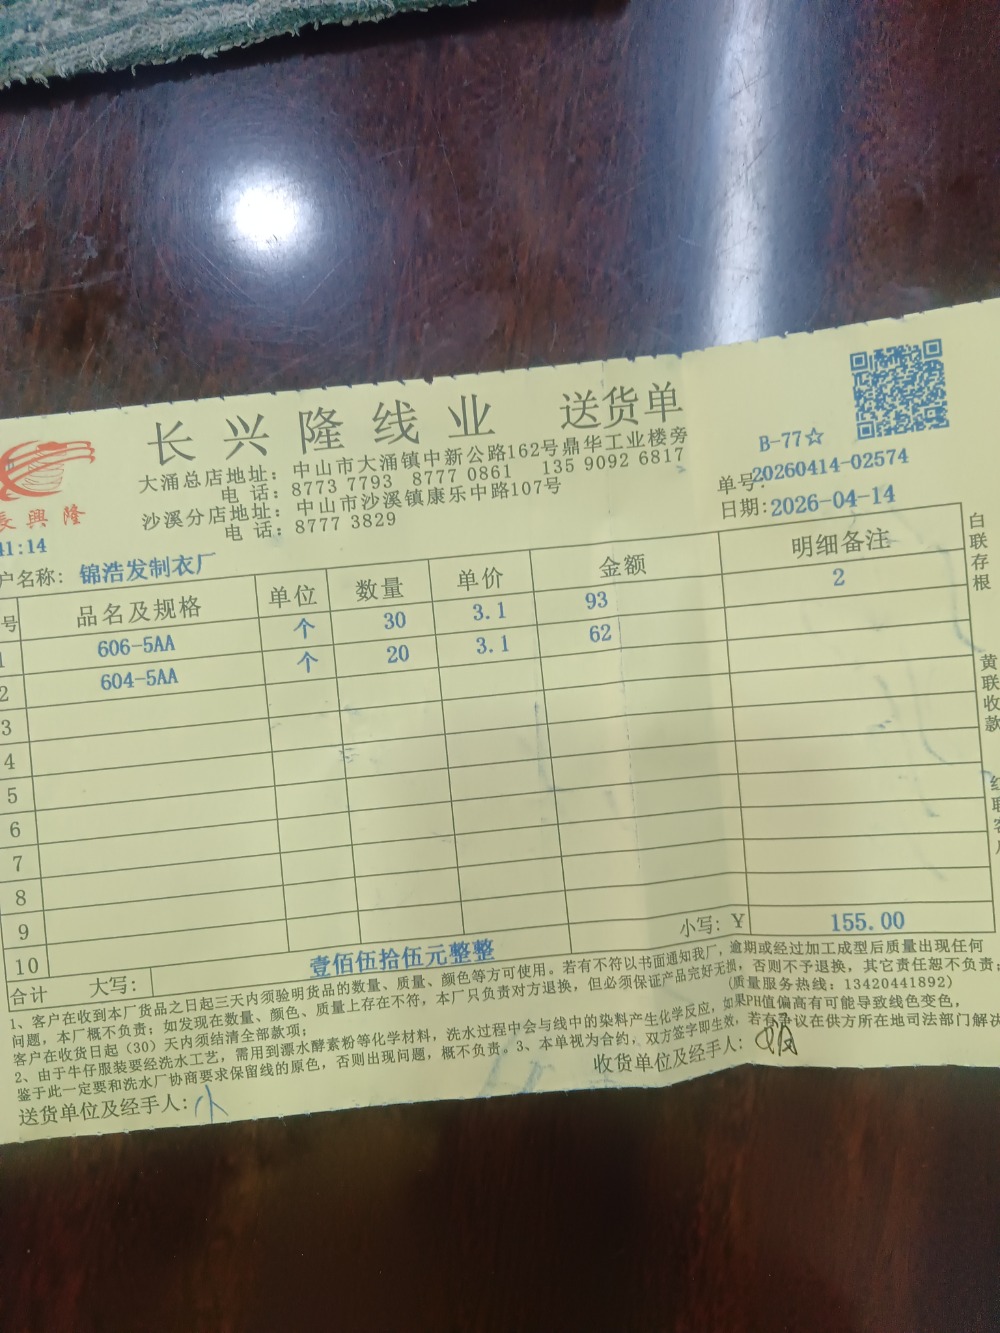 长兴隆线业 送货单
大涌总店地址：中山市大涌镇中新公路162号鼎华工业楼旁
电话：8773 7793 8777 0861 135 9092 6817
沙溪分店地址：中山市沙溪镇康乐中路107号
电话：8777 3829
長興隆
B-77☆
单号:20260414-02574
日期:2026-04-14
41:14
户名称：锦浩发制衣厂
号 品名及规格 单位 数量 单价 金额 明细备注
1 606-5AA 个 30 3.1 93 2
2 604-5AA 个 20 3.1 62
3
4
5
6
7
8
9
10
合计 大写：壹佰伍拾伍元整整 小写：￥ 155.00
1、客户在收到本厂货品之日起三天内须验明货品的数量、质量、颜色等方可使用。若有不符以书面通知我厂，逾期或经过加工成型后质量出现任何
问题，本厂概不负责；如发现在数量、颜色、质量上存在不符，本厂只负责对方退换，但必须保证产品完好无损，否则不予退换，其它责任恕不负责；
客户在收货日起（30）天内须结清全部款项；（质量服务热线：13420441892）
2、由于牛仔服装要经洗水工艺，需用到漂水酵素粉等化学材料，洗水过程中会与线中的染料产生化学反应，如果PH值偏高有可能导致线色变色，
鉴于此一定要和洗水厂协商要求保留线的原色，否则出现问题，概不负责。3、本单视为合约，双方签字即生效，若有争议在供方所在地司法部门解决
送货单位及经手人：小
收货单位及经手人：
白联存根
黄联收款
红联客